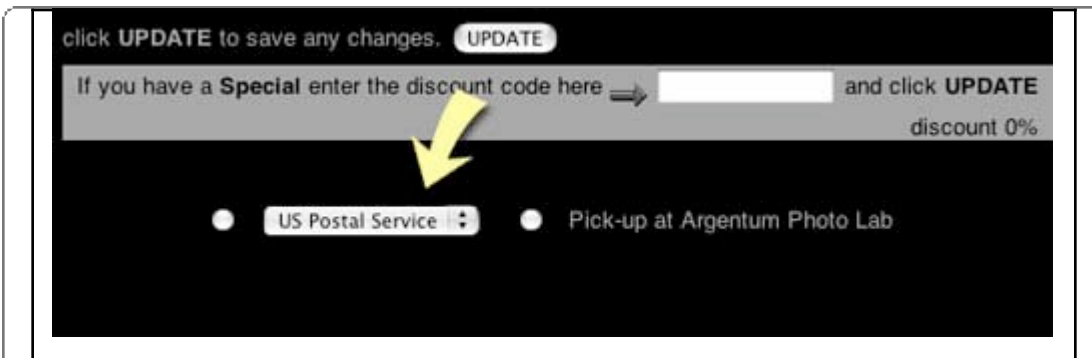 click UPDATE to save any changes. UPDATE
If you have a Special enter the discount code here and click UPDATE
discount 0%
US Postal Service Pick-up at Argentum Photo Lab